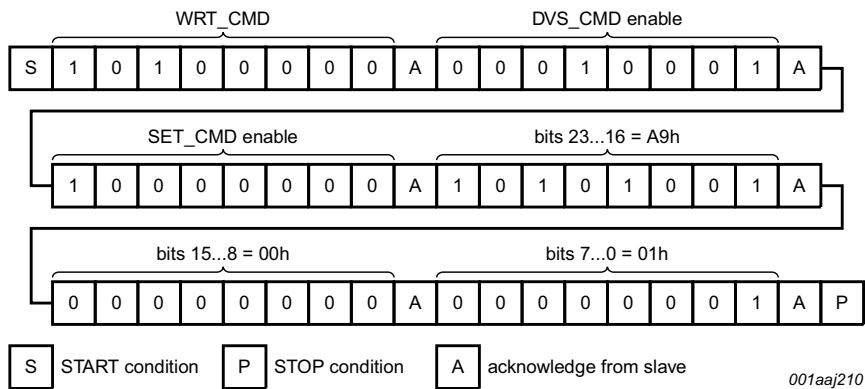 WRT_CMD DVS_CMD enable
S 1 0 1 0 0 0 0 0 A 0 0 0 1 0 0 0 1 A
SET_CMD enable bits 23...16 = A9h
1 0 0 0 0 0 0 0 A 1 0 1 0 1 0 0 1 A
bits 15...8 = 00h bits 7...0 = 01h
0 0 0 0 0 0 0 0 A 0 0 0 0 0 0 0 1 A P
S START condition P STOP condition A acknowledge from slave
001aaj210